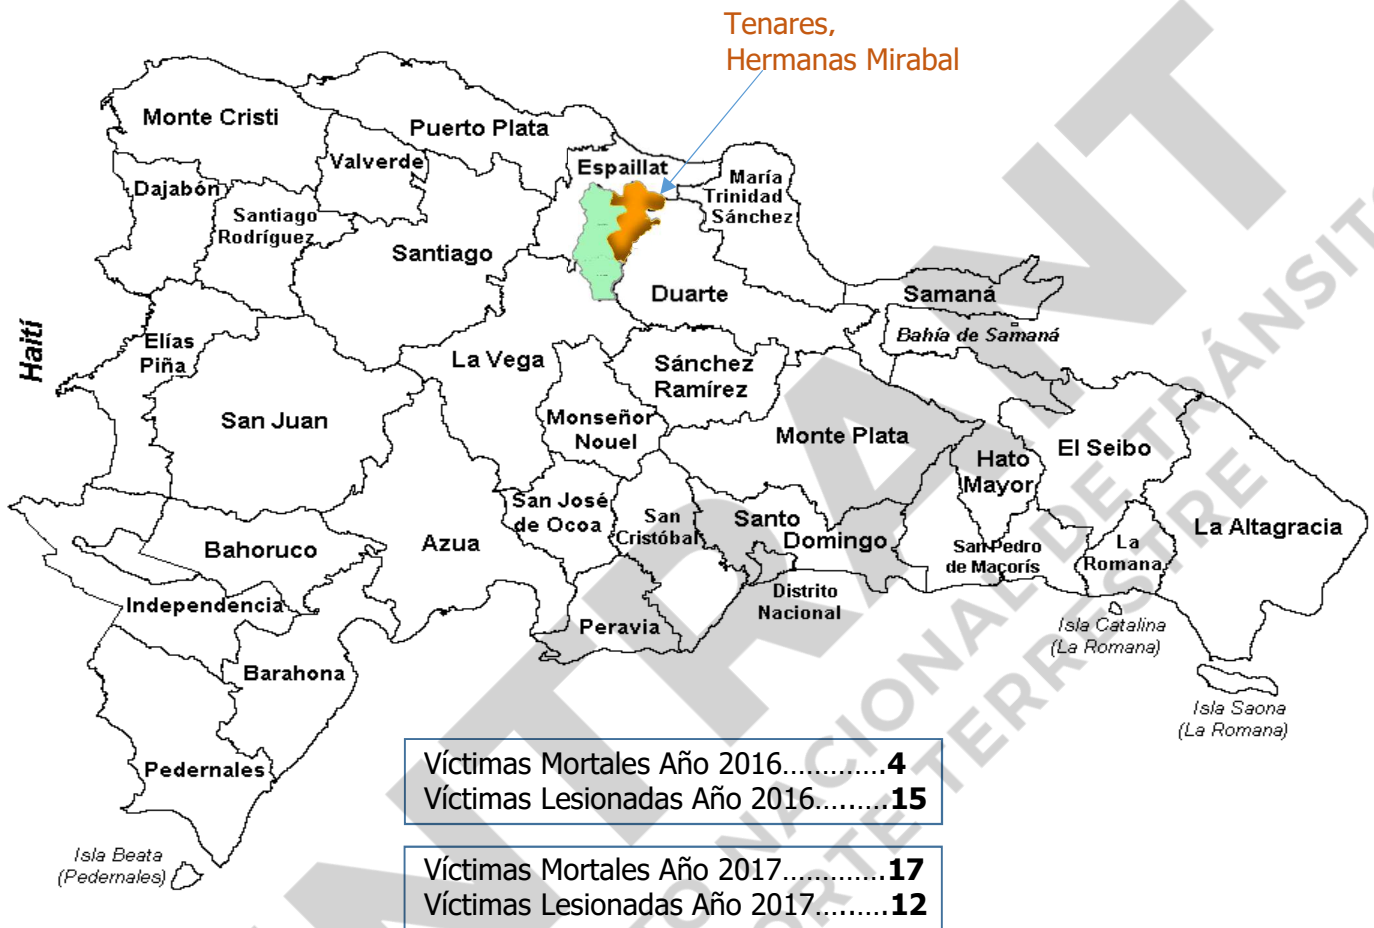 Tenares,
Hermanas Mirabal
Monte Cristi
Puerto Plata
Valverde
Espaillat
Dajabón
María
Trinidad
Sánchez
Santiago
Rodríguez
Santiago
Duarte
Samaná
Bahía de Samaná
Haití
Elías
Piña
La Vega
Sánchez
Ramírez
San Juan
Monseñor
Nouel
Monte Plata
El Seibo
Hato
Mayor
San José
de Ocoa
San
Cristóbal
Santo
Domingo
La Altagracia
Bahoruco
Azua
San Pedro
de Macorís
La
Romana
Distrito
Nacional
Independencia
Peravia
Isla Catalina
(La Romana)
Barahona
Isla Saona
(La Romana)
Pedernales
Isla Beata
(Pedernales)
Víctimas Mortales Año 2016.............4
Víctimas Lesionadas Año 2016..........15
Víctimas Mortales Año 2017.............17
Víctimas Lesionadas Año 2017..........12
NACIONAL DE TRÁNSITO
TERRESTRE